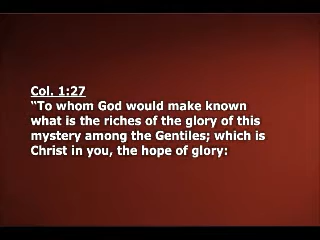 Col. 1:27
“To whom God would make known
what is the riches of the glory of this
mystery among the Gentiles; which is
Christ in you, the hope of glory: